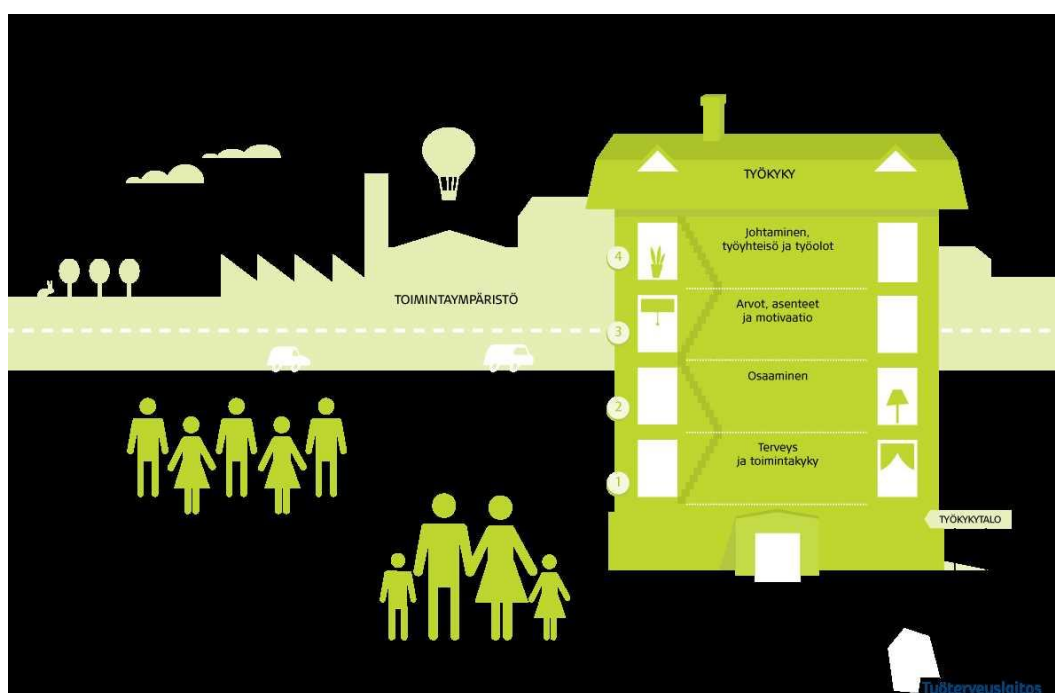 TYÖKYKY
Johtaminen,
työyhteisö ja työolot
4
TOIMINTAYMPÄRISTÖ
Arvot, asenteet
ja motivaatio
3
Osaaminen
2
Terveys
ja toimintakyky
1
TYÖKYKYTALO
Työterveuslaitos